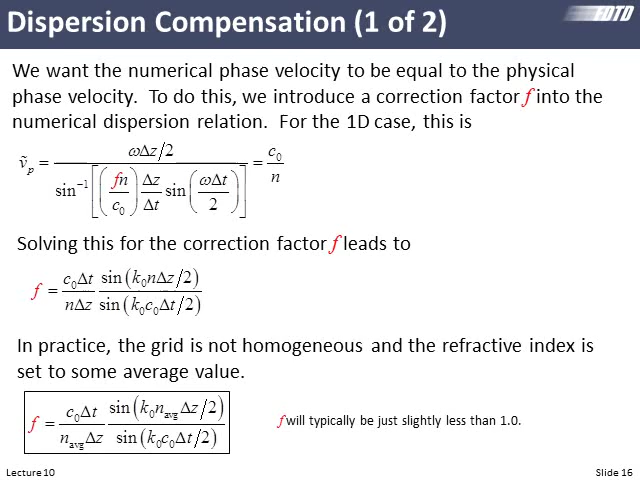 Dispersion Compensation (1 of 2)
FDTD
We want the numerical phase velocity to be equal to the physical
phase velocity. To do this, we introduce a correction factor f into the
numerical dispersion relation. For the 1D case, this is
ṽ_p = (ωΔz/2) / (sin⁻¹[(fn/c₀) (Δz/Δt) sin(ωΔt/2)]) = c₀/n
Solving this for the correction factor f leads to
f = (c₀Δt/nΔz) (sin(k₀nΔz/2)/sin(k₀c₀Δt/2))
In practice, the grid is not homogeneous and the refractive index is
set to some average value.
f = (c₀Δt/n_avgΔz) (sin(k₀n_avgΔz/2)/sin(k₀c₀Δt/2))
f will typically be just slightly less than 1.0.
Lecture 10
Slide 16